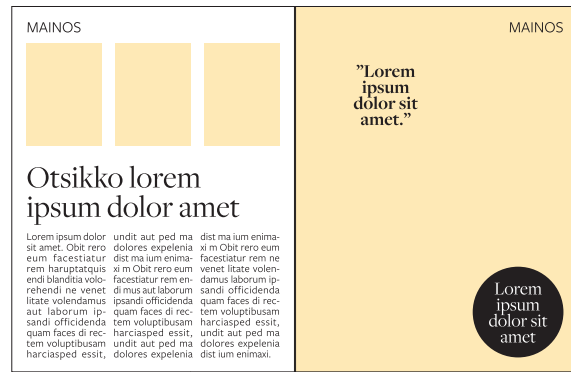 MAINOS
Otsikko lorem
ipsum dolor amet
Lorem ipsum dolor
sit amet. Obit rero
eum facestiatur
rem haruptatquis
endi blanditia volo-
rehendi ne venet
litate volendamus
aut laborum ip-
sandi officidenda
quam faces di rec-
tem voluptibusam
harciasped essit,
undit aut ped ma
dolores expelenia
dist ma ium enima-
xi m Obit rero eum
facestiatur rem en-
di mus aut laborum
ipsandi officidenda
quam faces di rec-
tem voluptibusam
harciasped essit,
undit aut ped ma
dolores expelenia
dist ma ium enima-
xi m Obit rero eum
facestiatur rem ne
venet litate volen-
damus laborum ip-
sandi officidenda
quam faces di rec-
tem voluptibusam
harciasped essit,
undit aut ped ma
dolores expelenia
dist ium enimaxi.
MAINOS
”Lorem
ipsum
dolor sit
amet.”
Lorem
ipsum
dolor sit
amet